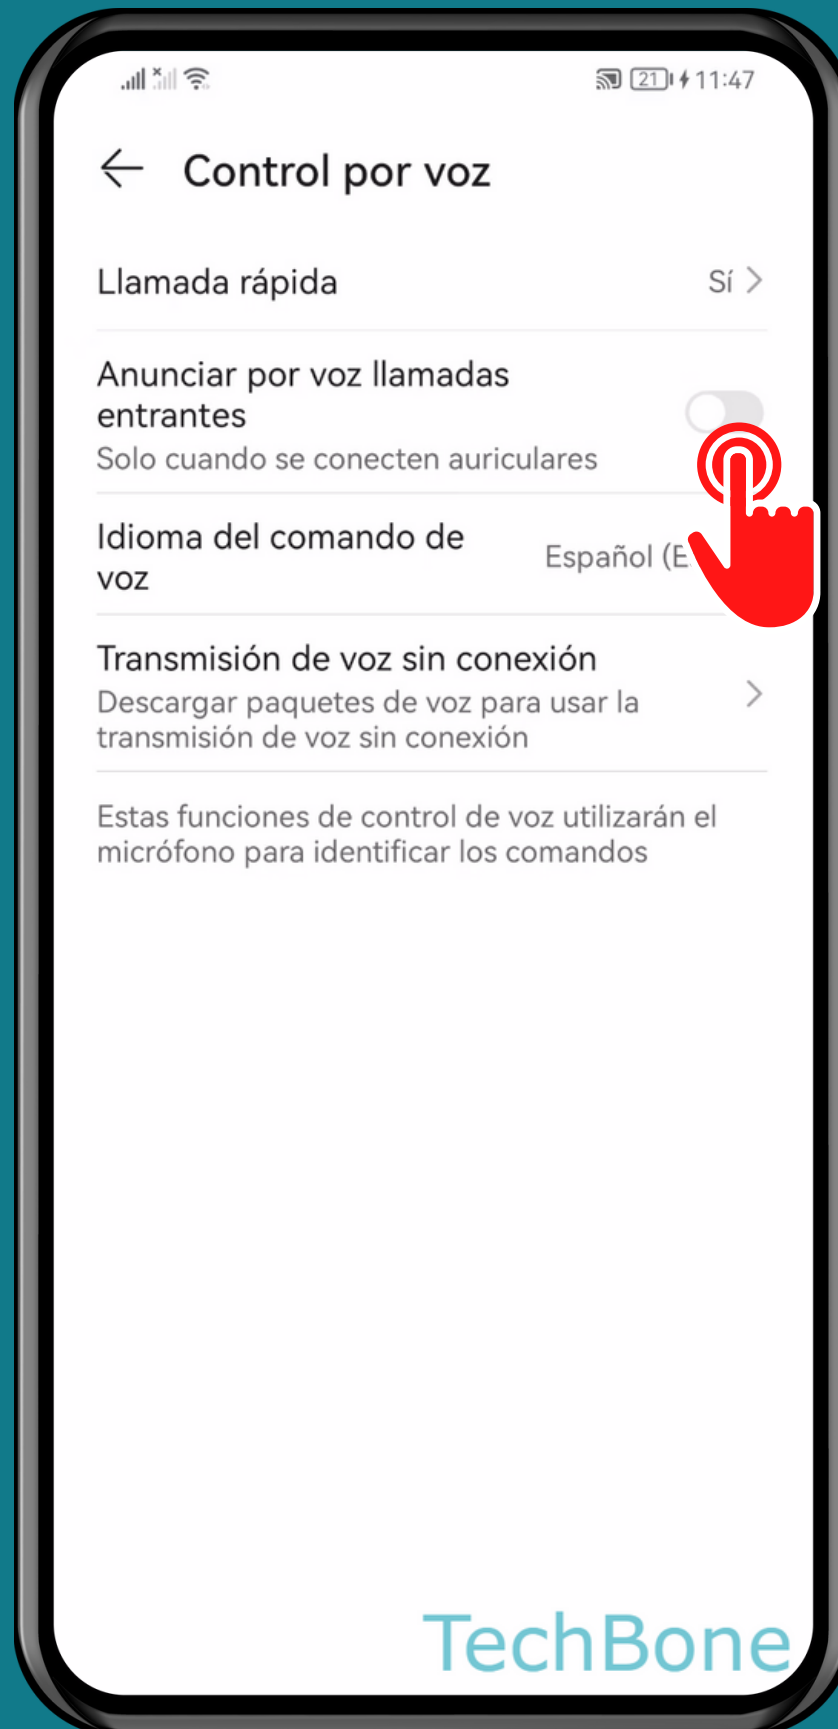 21 11:47
Control por voz
Llamada rápida
Sí
Anunciar por voz llamadas
entrantes
Solo cuando se conecten auriculares
Idioma del comando de
voz
Español (E
Transmisión de voz sin conexión
Descargar paquetes de voz para usar la
transmisión de voz sin conexión
Estas funciones de control de voz utilizarán el
micrófono para identificar los comandos
TechBone